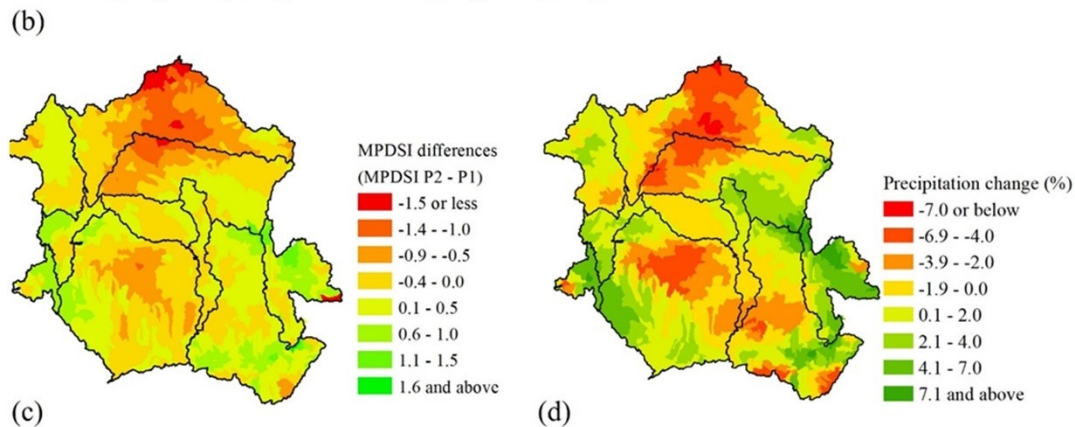 (b)
MPDSI differences
(MPDSI P2 - P1)
-1.5 or less
-1.4 - -1.0
-0.9 - -0.5
-0.4 - 0.0
0.1 - 0.5
0.6 - 1.0
1.1 - 1.5
1.6 and above
Precipitation change (%)
-7.0 or below
-6.9 - -4.0
-3.9 - -2.0
-1.9 - 0.0
0.1 - 2.0
2.1 - 4.0
4.1 - 7.0
7.1 and above
(c)
(d)